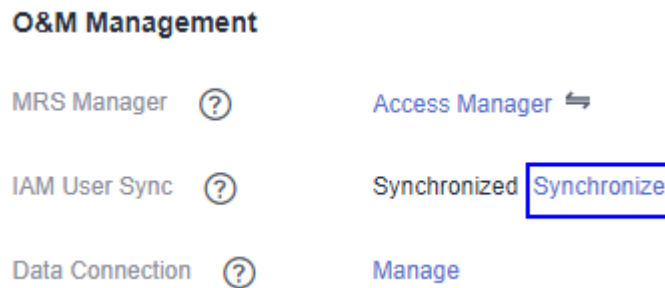 O&M Management
MRS Manager ? Access Manager
IAM User Sync ? Synchronized Synchronize
Data Connection ? Manage